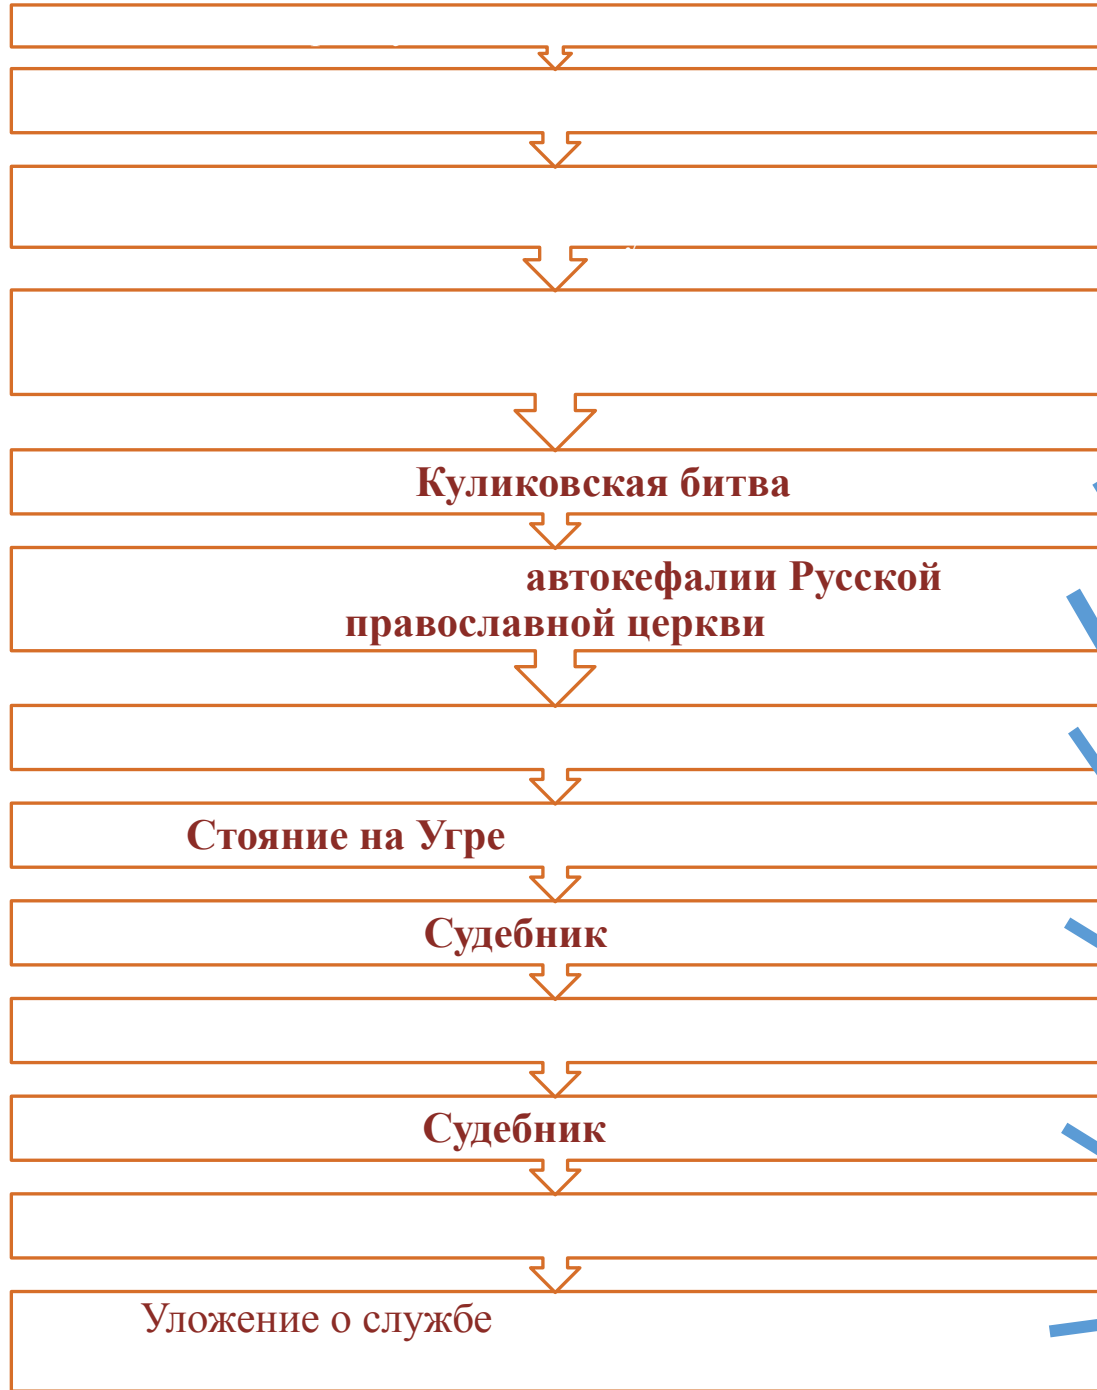 Куликовская битва
автокефалии Русской
православной церкви
Стояние на Угре
Судебник
Судебник
Уложение о службе